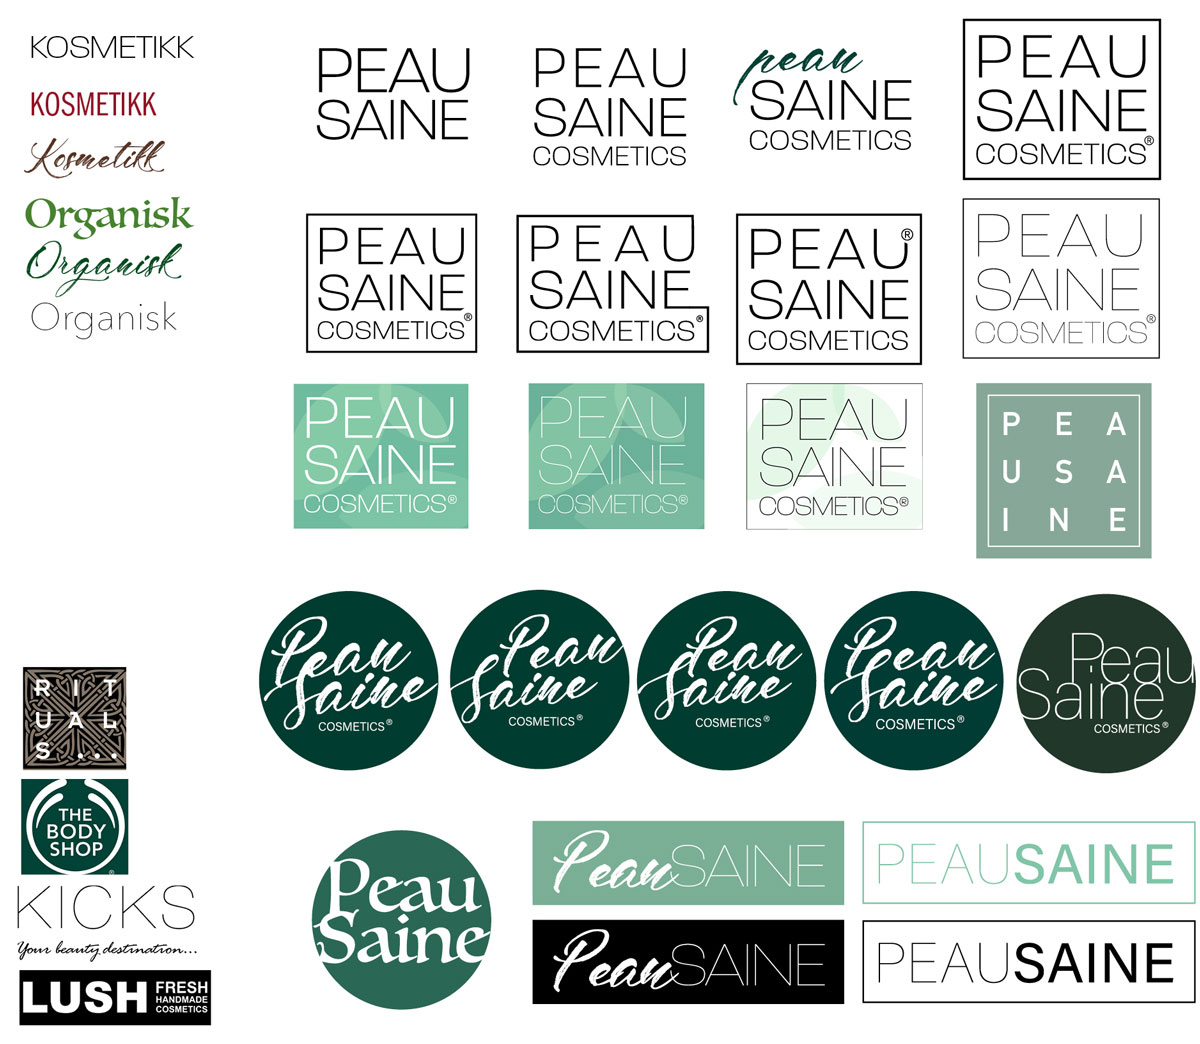 KOSMETIKK
KOSMETIKK
Kosmetikk
Organisk
Organisk
Organisk
PEAU
SAINE
PEAU
SAINE
COSMETICS
peau
SAINE
COSMETICS
PEAU
SAINE
COSMETICS®
PEAU
SAINE
COSMETICS®
PEAU
SAINE
COSMETICS®
PEAU®
SAINE
COSMETICS
PEAU
SAINE
COSMETICS®
PEAU
SAINE
COSMETICS®
PEAU
SAINE
COSMETICS®
PEAU
SAINE
COSMETICS®
P E A
U S A
I N E
Peau
Saine
COSMETICS®
Peau
Saine
COSMETICS®
Peau
Saine
COSMETICS®
Peau
Saine
COSMETICS®
Peau
Saine
COSMETICS®
R I T
U A L
S ...
THE
BODY
SHOP®
KICKS
Your beauty destination...
LUSH
FRESH
HANDMADE
COSMETICS
Peau
Saine
PeauSAINE
PEAUSAINE
PeauSAINE
PEAUSAINE